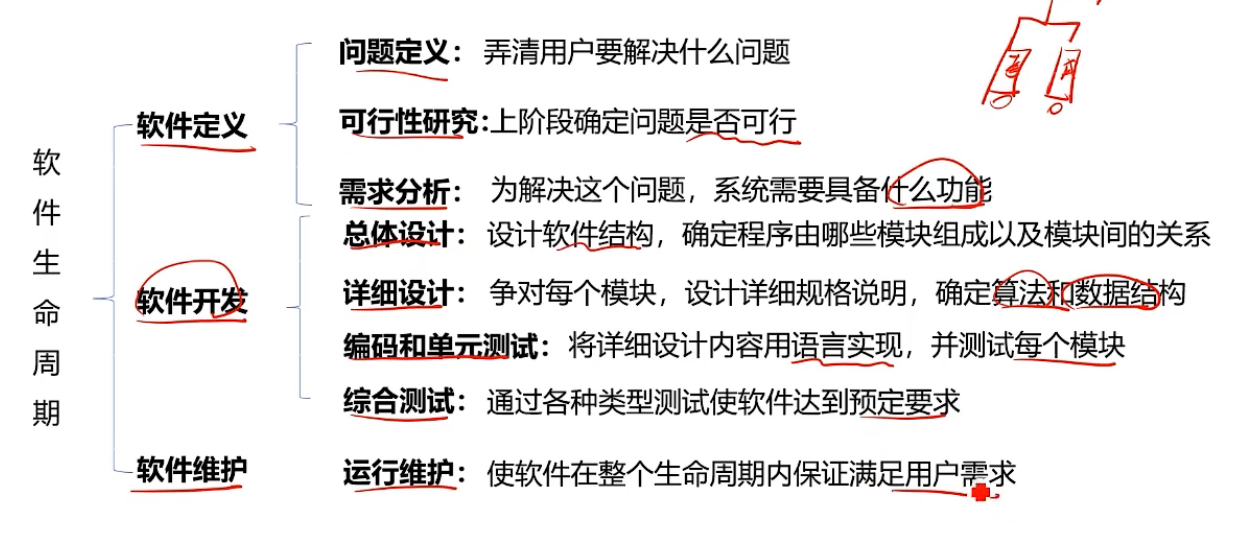 软件生命周期
软件定义
问题定义：弄清用户要解决什么问题
可行性研究：上阶段确定问题是否可行
需求分析：为解决这个问题，系统需要具备什么功能
软件开发
总体设计：设计软件结构，确定程序由哪些模块组成以及模块间的关系
详细设计：争对每个模块，设计详细规格说明，确定算法和数据结构
编码和单元测试：将详细设计内容用语言实现，并测试每个模块
综合测试：通过各种类型测试使软件达到预定要求
软件维护
运行维护：使软件在整个生命周期内保证满足用户需求